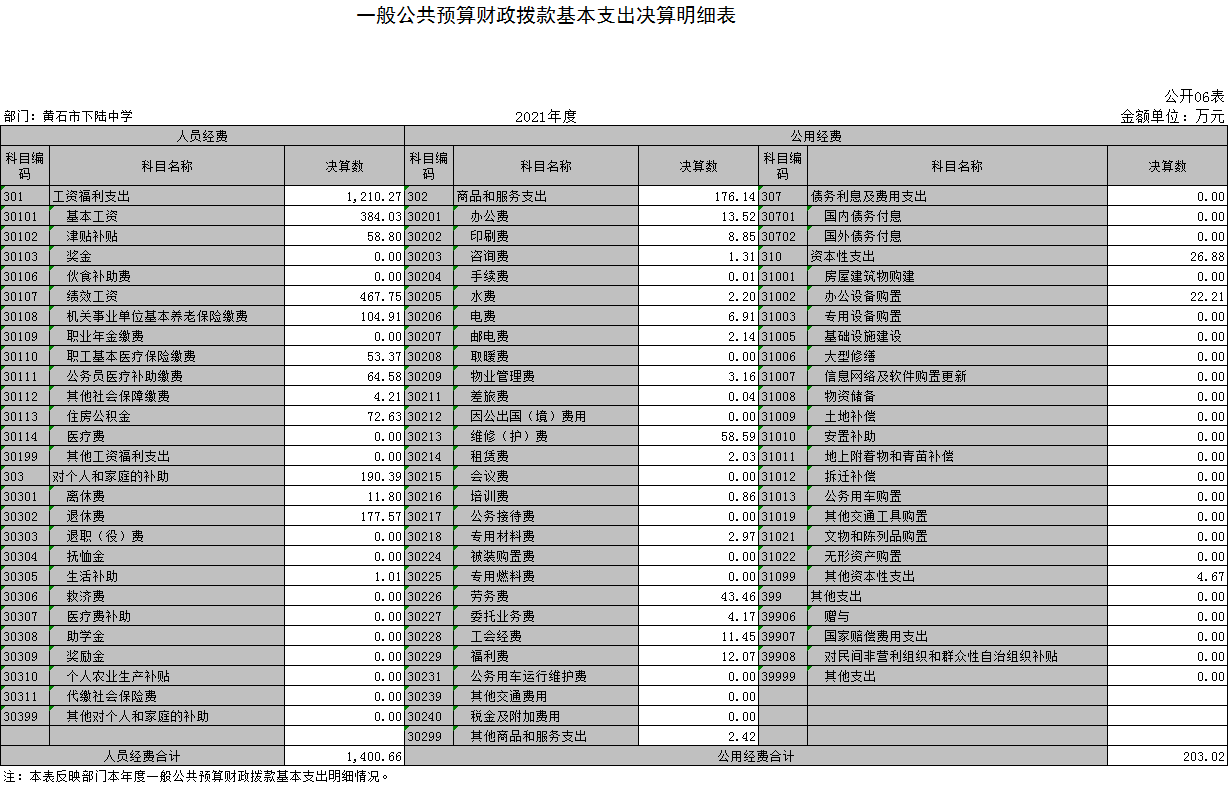 一般公共预算财政拨款基本支出决算明细表
公开06表
部门：黄石市下陆中学 2021年度 金额单位：万元
人员经费 公用经费
科目编码 科目名称 决算数 科目编码 科目名称 决算数 科目编码 科目名称 决算数
301 工资福利支出 1,210.27 302 商品和服务支出 176.14 307 债务利息及费用支出 0.00
30101 基本工资 384.03 30201 办公费 13.52 30701 国内债务付息 0.00
30102 津贴补贴 58.80 30202 印刷费 8.85 30702 国外债务付息 0.00
30103 奖金 0.00 30203 咨询费 1.31 310 资本性支出 26.88
30106 伙食补助费 0.00 30204 手续费 0.01 31001 房屋建筑物购建 0.00
30107 绩效工资 467.75 30205 水费 2.20 31002 办公设备购置 22.21
30108 机关事业单位基本养老保险缴费 104.91 30206 电费 6.91 31003 专用设备购置 0.00
30109 职业年金缴费 0.00 30207 邮电费 2.14 31005 基础设施建设 0.00
30110 职工基本医疗保险缴费 53.37 30208 取暖费 0.00 31006 大型修缮 0.00
30111 公务员医疗补助缴费 64.58 30209 物业管理费 3.16 31007 信息网络及软件购置更新 0.00
30112 其他社会保障缴费 4.21 30211 差旅费 0.04 31008 物资储备 0.00
30113 住房公积金 72.63 30212 因公出国（境）费用 0.00 31009 土地补偿 0.00
30114 医疗费 0.00 30213 维修（护）费 58.59 31010 安置补助 0.00
30199 其他工资福利支出 0.00 30214 租赁费 2.03 31011 地上附着物和青苗补偿 0.00
303 对个人和家庭的补助 190.39 30215 会议费 0.00 31012 拆迁补偿 0.00
30301 离休费 11.80 30216 培训费 0.86 31013 公务用车购置 0.00
30302 退休费 177.57 30217 公务接待费 0.00 31019 其他交通工具购置 0.00
30303 退职（役）费 0.00 30218 专用材料费 2.97 31021 文物和陈列品购置 0.00
30304 抚恤金 0.00 30224 被装购置费 0.00 31022 无形资产购置 0.00
30305 生活补助 1.01 30225 专用燃料费 0.00 31099 其他资本性支出 4.67
30306 救济费 0.00 30226 劳务费 43.46 399 其他支出 0.00
30307 医疗费补助 0.00 30227 委托业务费 4.17 39906 赠与 0.00
30308 助学金 0.00 30228 工会经费 11.45 39907 国家赔偿费用支出 0.00
30309 奖励金 0.00 30229 福利费 12.07 39908 对民间非营利组织和群众性自治组织补贴 0.00
30310 个人农业生产补贴 0.00 30231 公务用车运行维护费 0.00 39999 其他支出 0.00
30311 代缴社会保险费 0.00 30239 其他交通费用 0.00
30399 其他对个人和家庭的补助 0.00 30240 税金及附加费用 0.00
30299 其他商品和服务支出 2.42
人员经费合计 1,400.66 公用经费合计 203.02
注：本表反映部门本年度一般公共预算财政拨款基本支出明细情况。